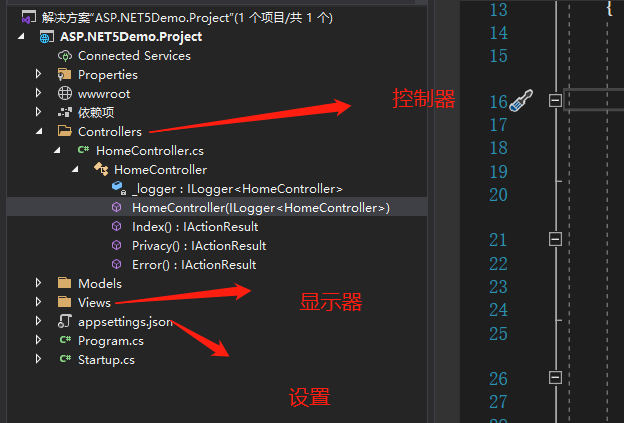 解决方案"ASP.NET5Demo.Project"(1 个项目/共 1 个)
ASP.NET5Demo.Project
Connected Services
Properties
wwwroot
依赖项
Controllers
控制器
HomeController.cs
HomeController
_logger : ILogger<HomeController>
HomeController(ILogger<HomeController>)
Index() : IActionResult
Privacy() : IActionResult
Error() : IActionResult
Models
Views
显示器
appsettings.json
Program.cs
Startup.cs
设置
13 {
14
15
16
17
18
19
20
21
22
23
24
25
26
27